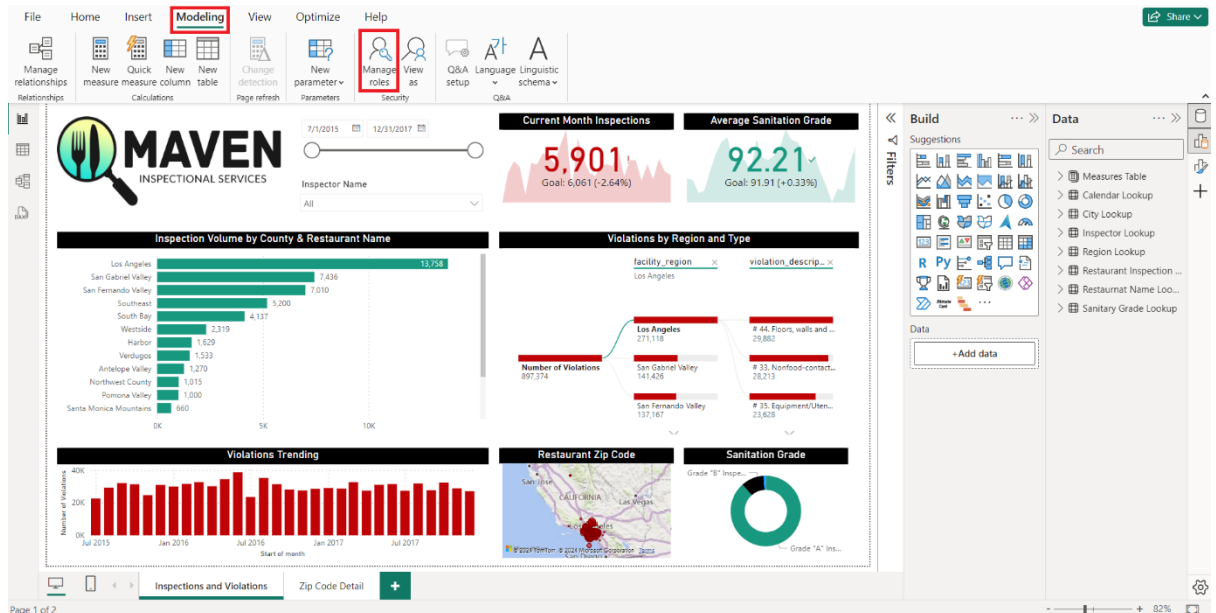 File Home Insert Modeling View Optimize Help
Share
Manage relationships
New measure
Quick measure
New column
New table
Change detection
New parameter
Manage roles
View as
Q&A setup
Language
Linguistic schema
Relationships
Calculations
Page refresh
Parameters
Security
Q&A
MAVEN
INSPECTIONAL SERVICES
7/1/2015 12/31/2017
Inspector Name
All
Current Month Inspections
5,901
Goal: 6,061 (-2.64%)
Average Sanitation Grade
92.21
Goal: 91.91 (+0.33%)
Inspection Volume by County & Restaurant Name
Los Angeles 13,758
San Gabriel Valley 7,436
San Fernando Valley 7,010
Southeast 5,200
South Bay 4,137
Westside 2,319
Harbor 1,629
Verdugos 1,533
Antelope Valley 1,270
Northwest County 1,015
Pomona Valley 1,000
Santa Monica Mountains 660
0K 5K 10K
Violations by Region and Type
facility_region
Los Angeles
violation_descrip...
Number of Violations
897,374
Los Angeles
271,118
San Gabriel Valley
141,426
San Fernando Valley
137,167
# 44. Floors, walls and ...
29,882
# 33. Nonfood-contact...
28,213
# 35. Equipment/Uten...
23,628
Violations Trending
Number of Violations
40K
20K
0K
Jul 2015 Jan 2016 Jul 2016 Jan 2017 Jul 2017
Start of month
Restaurant Zip Code
San Jose
CALIFORNIA
Las Vegas
San Diego
© 2024 TomTom, © 2024 Microsoft Corporation Terms
Sanitation Grade
Grade "B" Inspe...
Grade "A" Ins...
Filters
Build
Suggestions
R Py
123
Data
+Add data
Data
Search
Measures Table
Calendar Lookup
City Lookup
Inspector Lookup
Region Lookup
Restaurant Inspection ...
Restaurnat Name Loo...
Sanitary Grade Lookup
Inspections and Violations
Zip Code Detail
+
Page 1 of 2
- + 82%